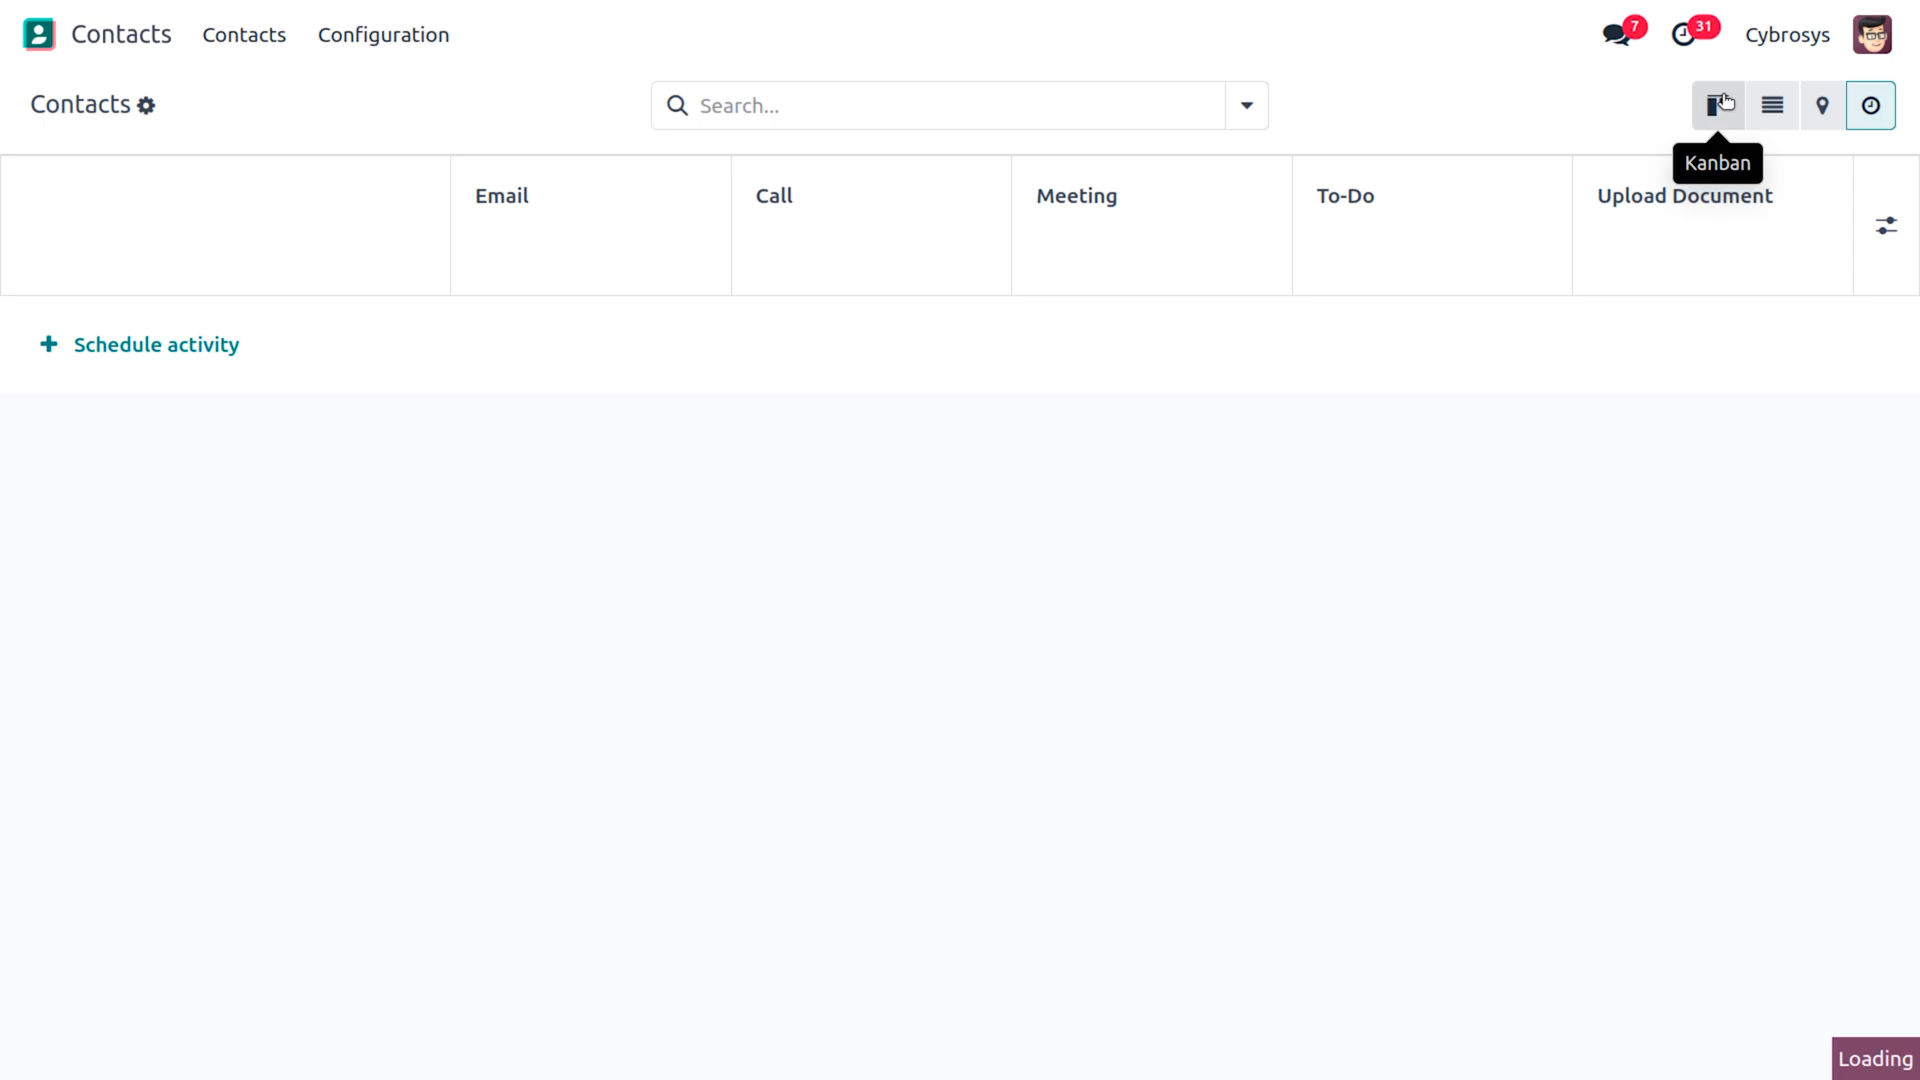 Contacts Contacts Configuration 7 31 Cybrosys
Contacts Search...
Kanban
Email Call Meeting To-Do Upload Document
Schedule activity
Loading